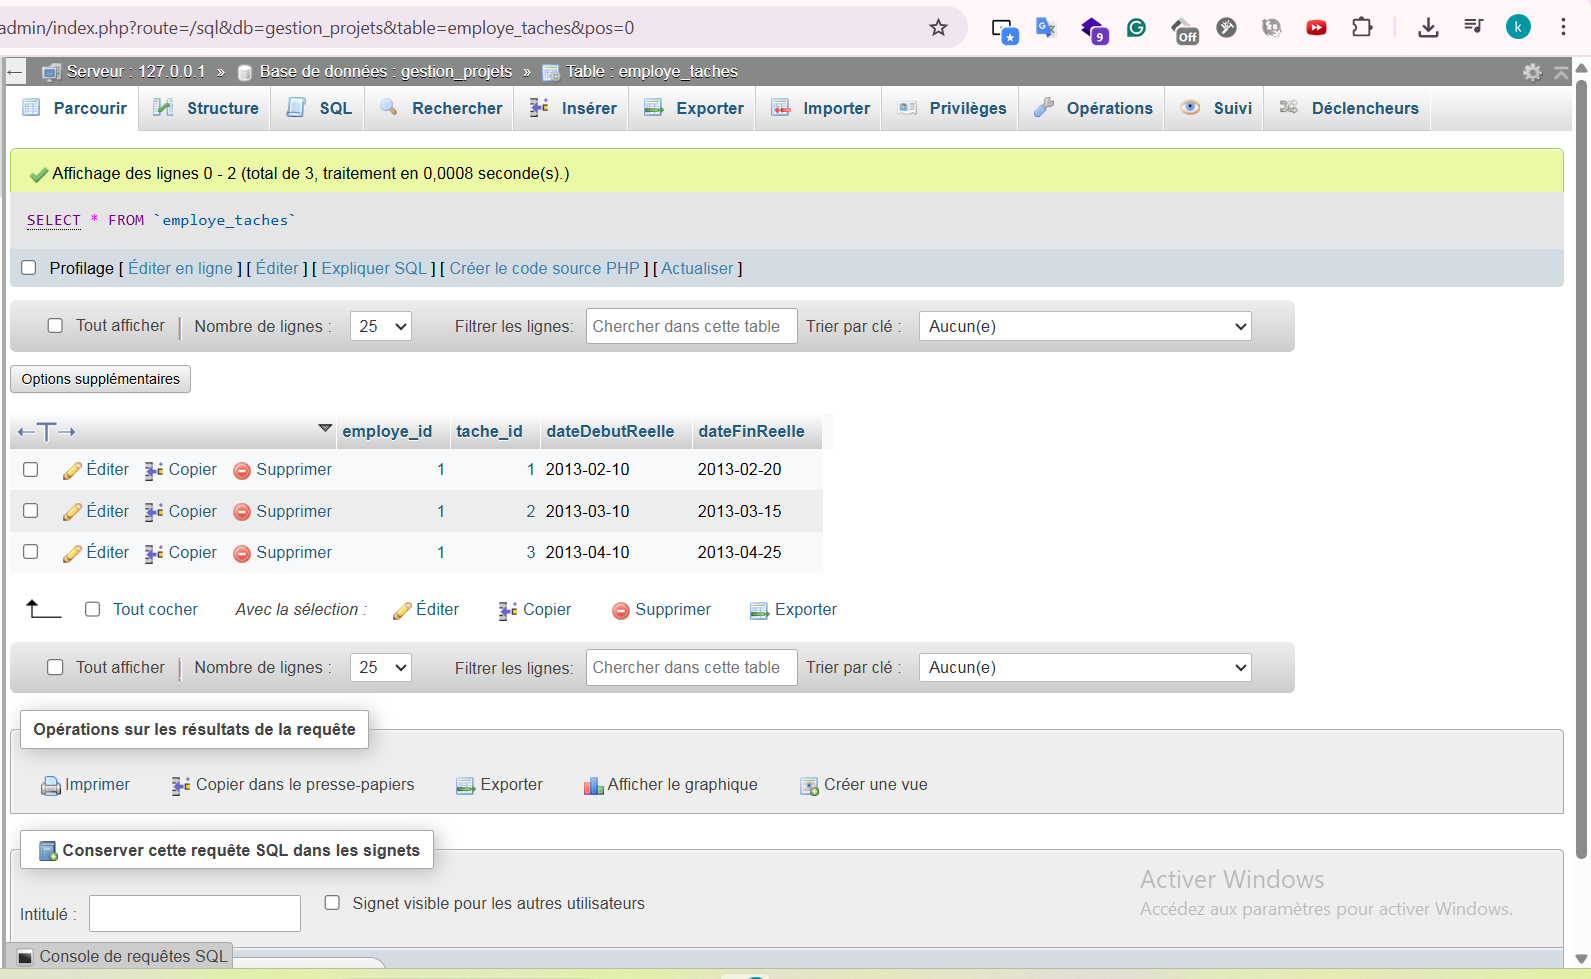 admin/index.php?route=/sql&db=gestion_projets&table=employe_taches&pos=0
9
Off
k
Serveur : 127.0.0.1 » Base de données : gestion_projets » Table : employe_taches
Parcourir Structure SQL Rechercher Insérer Exporter Importer Privilèges Opérations Suivi Déclencheurs
Affichage des lignes 0 - 2 (total de 3, traitement en 0,0008 seconde(s).)
SELECT * FROM `employe_taches`
Profilage [ Éditer en ligne ] [ Éditer ] [ Expliquer SQL ] [ Créer le code source PHP ] [ Actualiser ]
Tout afficher Nombre de lignes : 25 Filtrer les lignes: Chercher dans cette table Trier par clé : Aucun(e)
Options supplémentaires
←T→ employe_id tache_id dateDebutReelle dateFinReelle
Éditer Copier Supprimer 1 1 2013-02-10 2013-02-20
Éditer Copier Supprimer 1 2 2013-03-10 2013-03-15
Éditer Copier Supprimer 1 3 2013-04-10 2013-04-25
Tout cocher Avec la sélection : Éditer Copier Supprimer Exporter
Tout afficher Nombre de lignes : 25 Filtrer les lignes: Chercher dans cette table Trier par clé : Aucun(e)
Opérations sur les résultats de la requête
Imprimer Copier dans le presse-papiers Exporter Afficher le graphique Créer une vue
Conserver cette requête SQL dans les signets
Intitulé : Signet visible pour les autres utilisateurs
Activer Windows
Accédez aux paramètres pour activer Windows.
Console de requêtes SQL